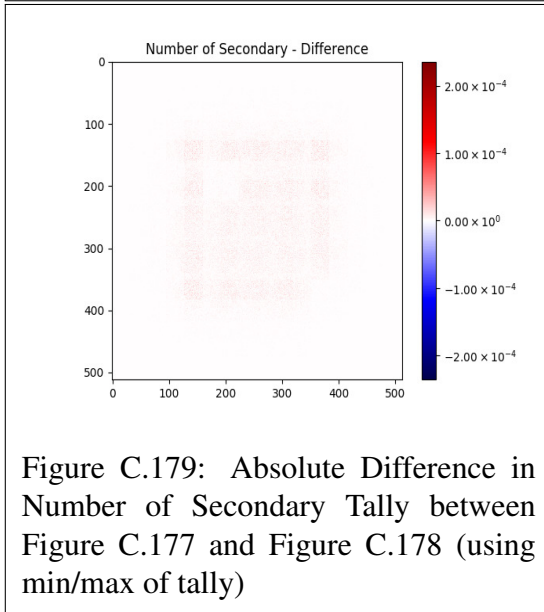 Number of Secondary - Difference
0
100
200
300
400
500
0 100 200 300 400 500
2.00 × 10⁻⁴
1.00 × 10⁻⁴
0.00 × 10⁰
−1.00 × 10⁻⁴
−2.00 × 10⁻⁴
Figure C.179: Absolute Difference in
Number of Secondary Tally between
Figure C.177 and Figure C.178 (using
min/max of tally)